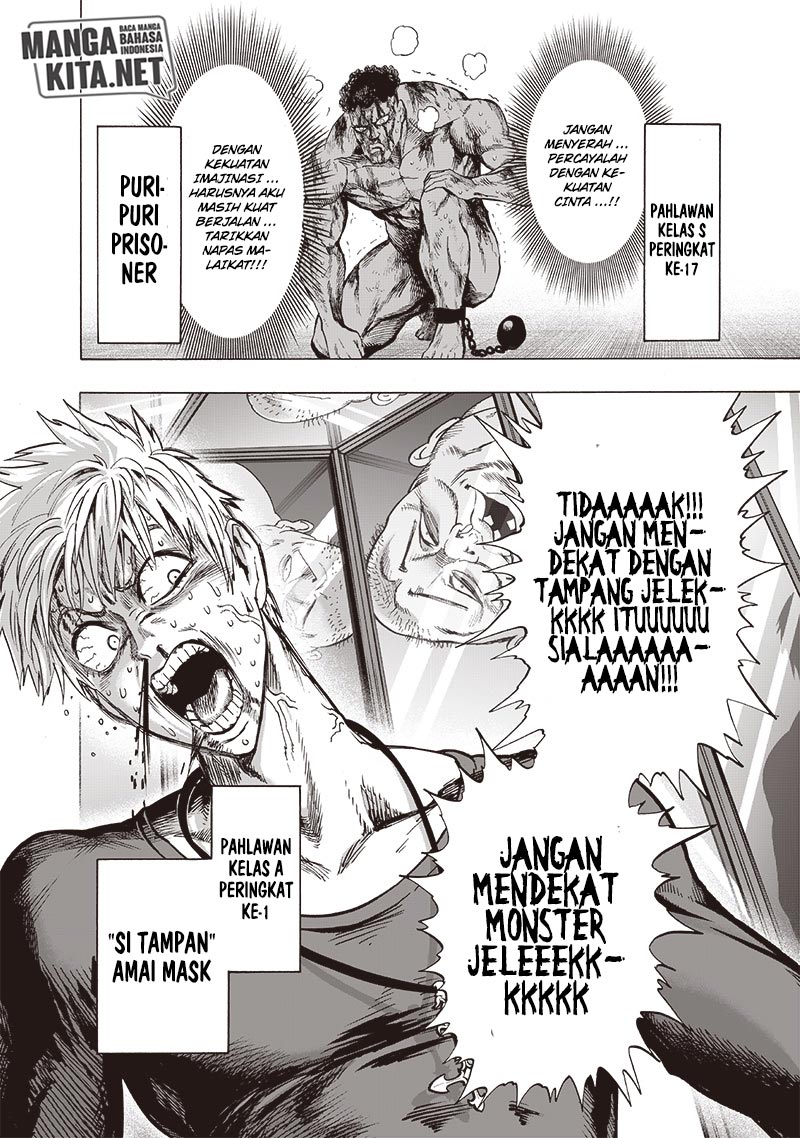 MANGA
KITA.NET
BACA MANGA
BAHASA
INDONESIA
JANGAN
MENYERAH ...
PERCAYALAH
DENGAN KE-
KUATAN
CINTA ...!!
PAHLAWAN
KELAS S
PERINGKAT
KE-17
DENGAN
KEKUATAN
IMAJINASI ...
HARUSNYA AKU
MASIH KUAT
BERJALAN ...
TARIKKAN
NAPAS MA-
LAIKAT!!!
PURI-
PURI
PRISO-
NER
TIDAAAAAK!!!
JANGAN MEN-
DEKAT DENGAN
TAMPANG JELEK-
KKKK ITUUUUUU
SIALAAAAAA-
AAAAN!!!
JANGAN
MENDEKAT
MONSTER
JELEEEKK-
KKKKK
PAHLAWAN
KELAS A
PERINGKAT
KE-1
"SI TAMPAN"
AMAI MASK